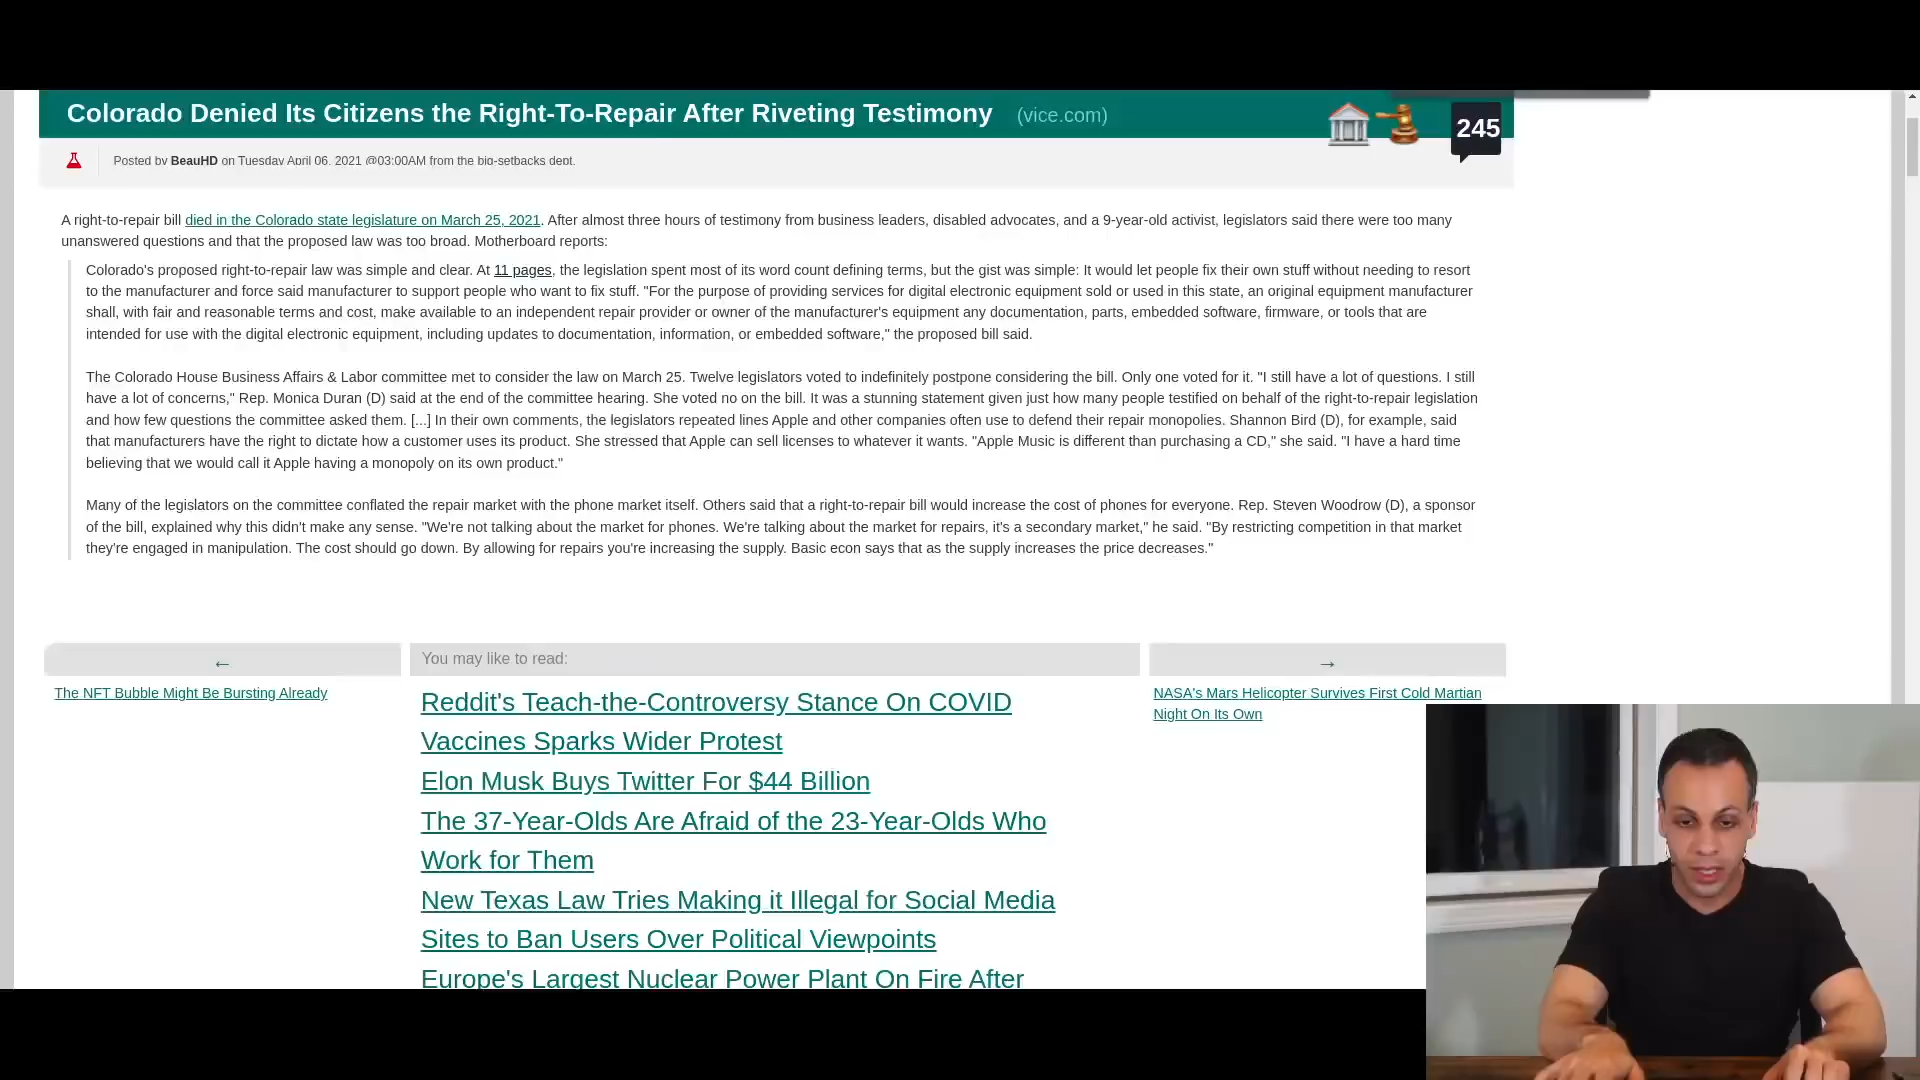 Colorado Denied Its Citizens the Right-To-Repair After Riveting Testimony (vice.com)
245
Posted by BeauHD on Tuesday April 06, 2021 @03:00AM from the big-setbacks dept.
A right-to-repair bill died in the Colorado state legislature on March 25, 2021. After almost three hours of testimony from business leaders, disabled advocates, and a 9-year-old activist, legislators said there were too many
unanswered questions and that the proposed law was too broad. Motherboard reports:
Colorado's proposed right-to-repair law was simple and clear. At 11 pages, the legislation spent most of its word count defining terms, but the gist was simple: It would let people fix their own stuff without needing to resort
to the manufacturer and force said manufacturer to support people who want to fix stuff. "For the purpose of providing services for digital electronic equipment sold or used in this state, an original equipment manufacturer
shall, with fair and reasonable terms and cost, make available to an independent repair provider or owner of the manufacturer's equipment any documentation, parts, embedded software, firmware, or tools that are
intended for use with the digital electronic equipment, including updates to documentation, information, or embedded software," the proposed bill said.
The Colorado House Business Affairs & Labor committee met to consider the law on March 25. Twelve legislators voted to indefinitely postpone considering the bill. Only one voted for it. "I still have a lot of questions. I still
have a lot of concerns," Rep. Monica Duran (D) said at the end of the committee hearing. She voted no on the bill. It was a stunning statement given just how many people testified on behalf of the right-to-repair legislation
and how few questions the committee asked them. [...] In their own comments, the legislators repeated lines Apple and other companies often use to defend their repair monopolies. Shannon Bird (D), for example, said
that manufacturers have the right to dictate how a customer uses its product. She stressed that Apple can sell licenses to whatever it wants. "Apple Music is different than purchasing a CD," she said. "I have a hard time
believing that we would call it Apple having a monopoly on its own product."
Many of the legislators on the committee conflated the repair market with the phone market itself. Others said that a right-to-repair bill would increase the cost of phones for everyone. Rep. Steven Woodrow (D), a sponsor
of the bill, explained why this didn't make any sense. "We're not talking about the market for phones. We're talking about the market for repairs, it's a secondary market," he said. "By restricting competition in that market
they're engaged in manipulation. The cost should go down. By allowing for repairs you're increasing the supply. Basic econ says that as the supply increases the price decreases."
←
The NFT Bubble Might Be Bursting Already
You may like to read:
Reddit's Teach-the-Controversy Stance On COVID
Vaccines Sparks Wider Protest
Elon Musk Buys Twitter For $44 Billion
The 37-Year-Olds Are Afraid of the 23-Year-Olds Who
Work for Them
New Texas Law Tries Making it Illegal for Social Media
Sites to Ban Users Over Political Viewpoints
Europe's Largest Nuclear Power Plant On Fire After
→
NASA's Mars Helicopter Survives First Cold Martian
Night On Its Own